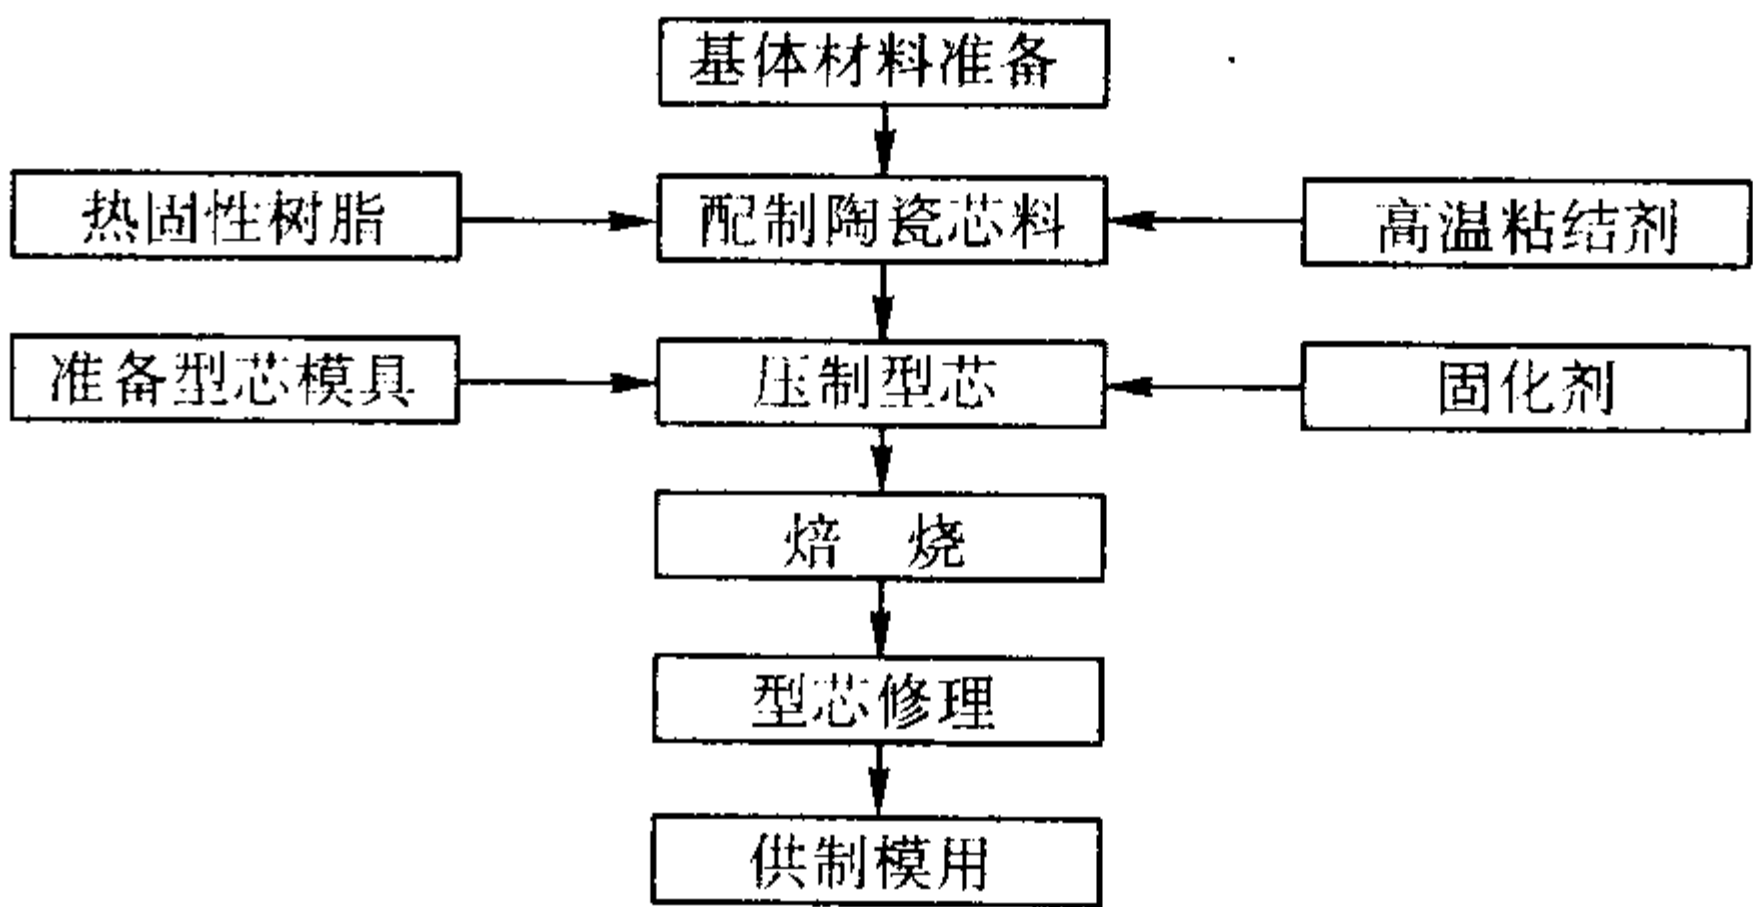 基体材料准备
热固性树脂
配制陶瓷芯料
高温粘结剂
准备型芯模具
压制型芯
固化剂
焙 烧
型芯修理
供制模用